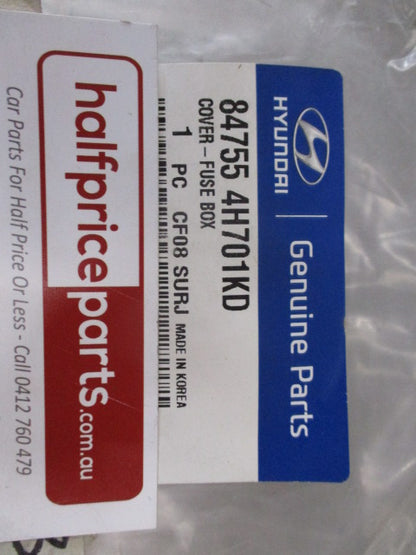 HYUNDAI
Genuine Parts
84755 4H701KD
COVER-FUSE BOX
1 PC CF08 SURJ MADE IN KOREA
halfpriceparts.com.au
Car Parts For Half Price Or Less - Call 0412 760 479